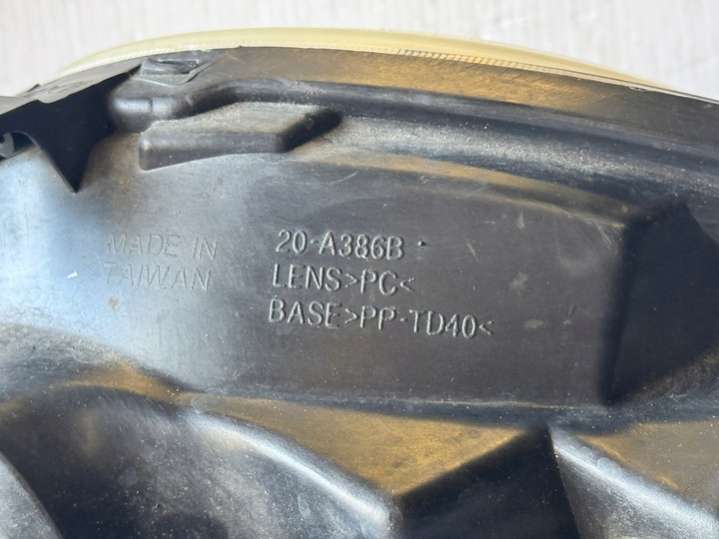 MADE IN
TAIWAN
20-A386B
LENS>PC<
BASE>PP-TD40<